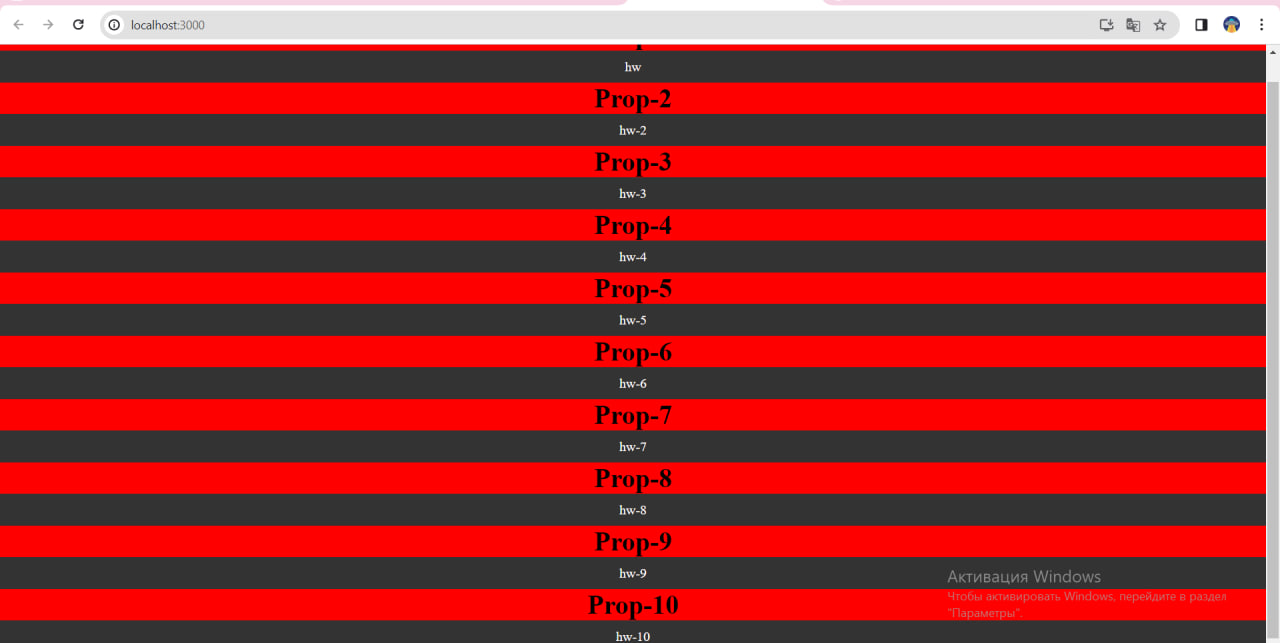 localhost:3000
hw
Prop-2
hw-2
Prop-3
hw-3
Prop-4
hw-4
Prop-5
hw-5
Prop-6
hw-6
Prop-7
hw-7
Prop-8
hw-8
Prop-9
hw-9
Активация Windows
Чтобы активировать Windows, перейдите в раздел
"Параметры".
Prop-10
hw-10